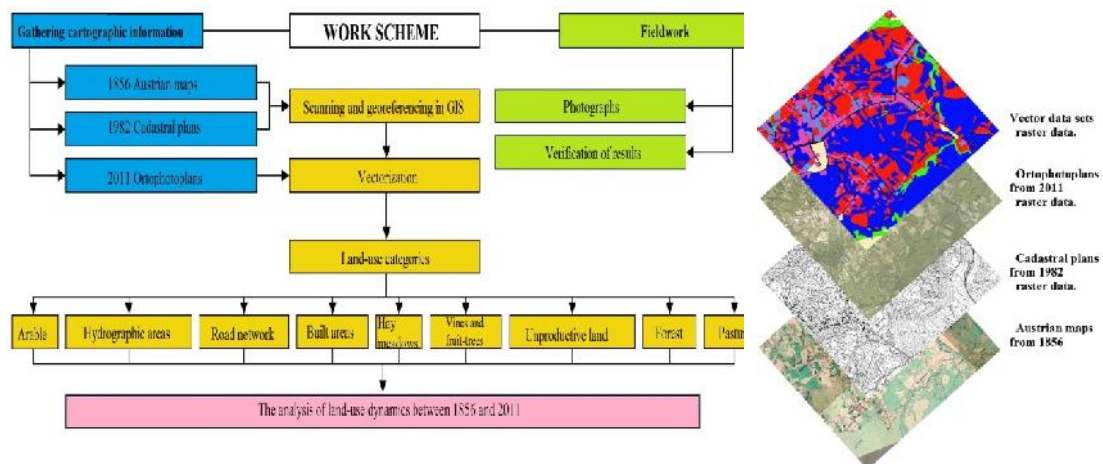 Gathering cartographic information
WORK SCHEME
Fieldwork
1856 Austrian maps
1982 Cadastral plans
2011 Ortophotoplans
Scanning and georeferencing in GIS
Vectorization
Photographs
Verification of results
Land-use categories
Arable
Hydrographic areas
Road network
Built areas
Hay
meadows
Vines and
fruit-trees
Unproductive land
Forest
Pastur
The analysis of land-use dynamics between 1856 and 2011
Vector data sets
raster data.
Ortophotoplans
from 2011
raster data.
Cadastral plans
from 1982
raster data.
Austrian maps
from 1856